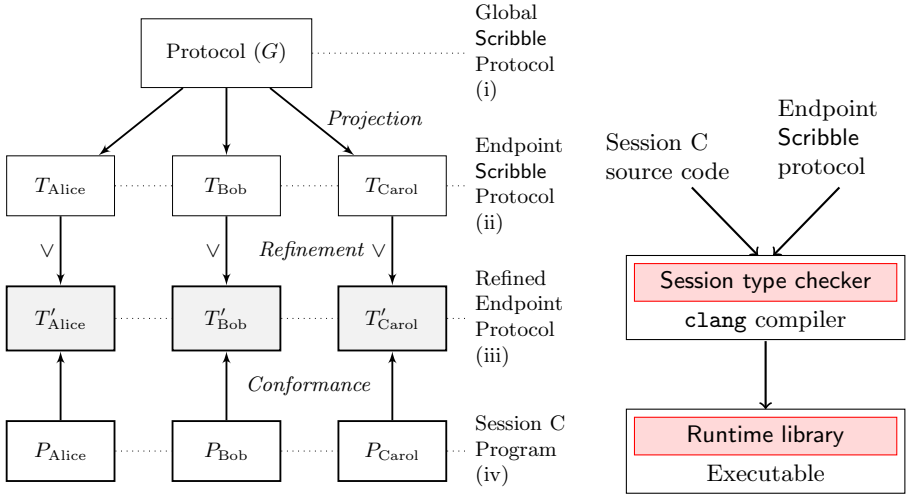 Protocol (G)
Global
Scribble
Protocol
(i)
Projection
T_Alice
T_Bob
T_Carol
Endpoint
Scribble
Protocol
(ii)
∨
∨
Refinement ∨
T′_Alice
T′_Bob
T′_Carol
Refined
Endpoint
Protocol
(iii)
Conformance
P_Alice
P_Bob
P_Carol
Session C
Program
(iv)
Session C
source code
Endpoint
Scribble
protocol
Session type checker
clang compiler
Runtime library
Executable